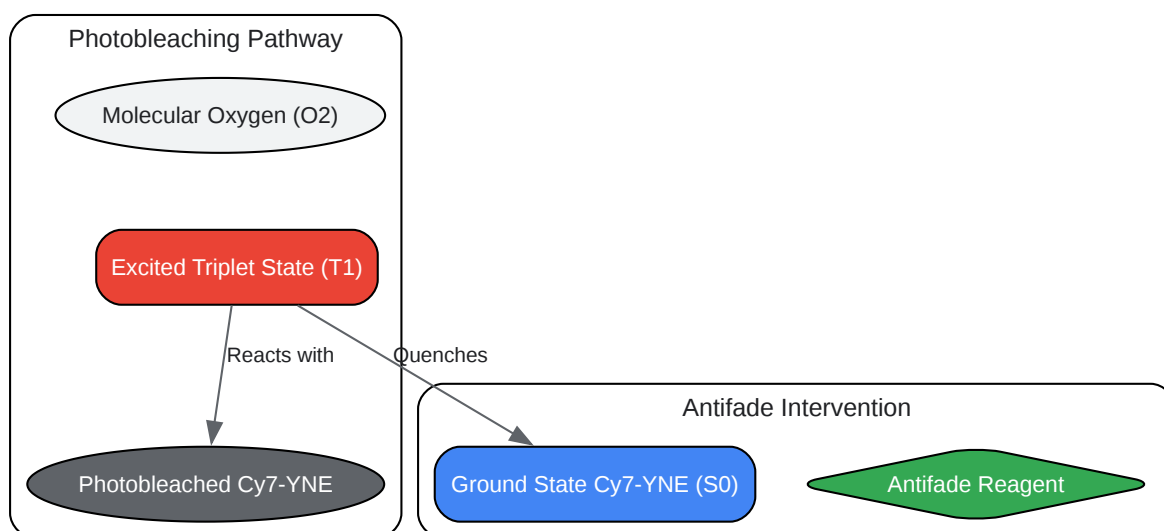 Photobleaching Pathway
Molecular Oxygen (O2)
Excited Triplet State (T1)
Reacts with
Quenches
Antifade Intervention
Photobleached Cy7-YNE
Ground State Cy7-YNE (S0)
Antifade Reagent